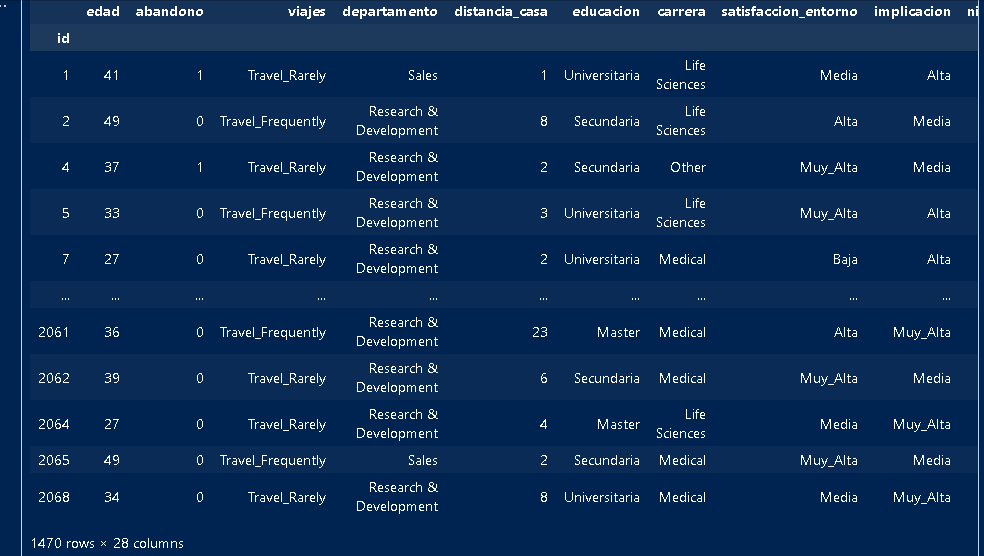 edad abandono viajes departamento distancia_casa educacion carrera satisfaccion_entorno implicacion ni
id
1 41 1 Travel_Rarely Sales 1 Universitaria Life Sciences Media Alta
2 49 0 Travel_Frequently Research & Development 8 Secundaria Life Sciences Alta Media
4 37 1 Travel_Rarely Research & Development 2 Secundaria Other Muy_Alta Media
5 33 0 Travel_Frequently Research & Development 3 Universitaria Life Sciences Muy_Alta Alta
7 27 0 Travel_Rarely Research & Development 2 Universitaria Medical Baja Alta
... ... ... ... ... ... ... ... ... ...
2061 36 0 Travel_Frequently Research & Development 23 Master Medical Alta Muy_Alta
2062 39 0 Travel_Rarely Research & Development 6 Secundaria Medical Muy_Alta Media
2064 27 0 Travel_Rarely Research & Development 4 Master Life Sciences Media Muy_Alta
2065 49 0 Travel_Frequently Sales 2 Secundaria Medical Muy_Alta Media
2068 34 0 Travel_Rarely Research & Development 8 Universitaria Medical Media Muy_Alta
1470 rows × 28 columns